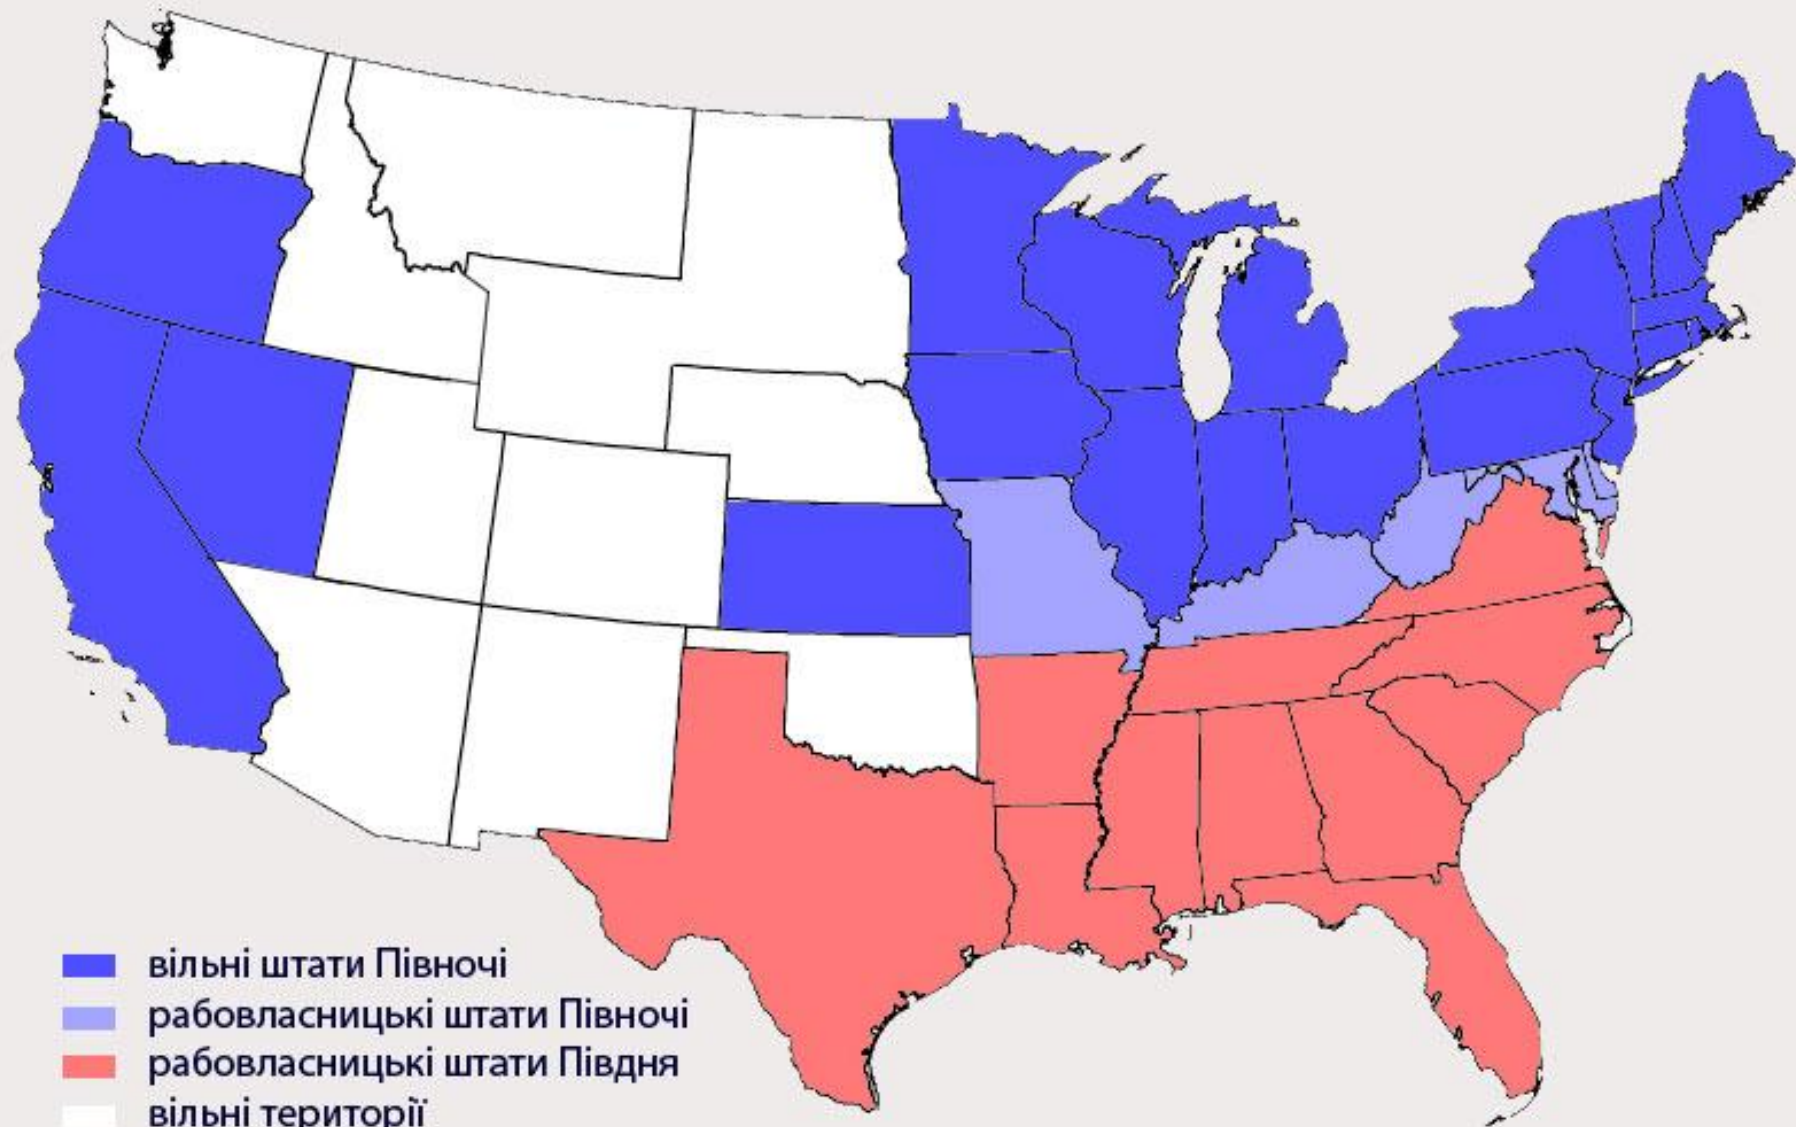 вільні штати Півночі
рабовласницькі штати Півночі
рабовласницькі штати Півдня
вільні території